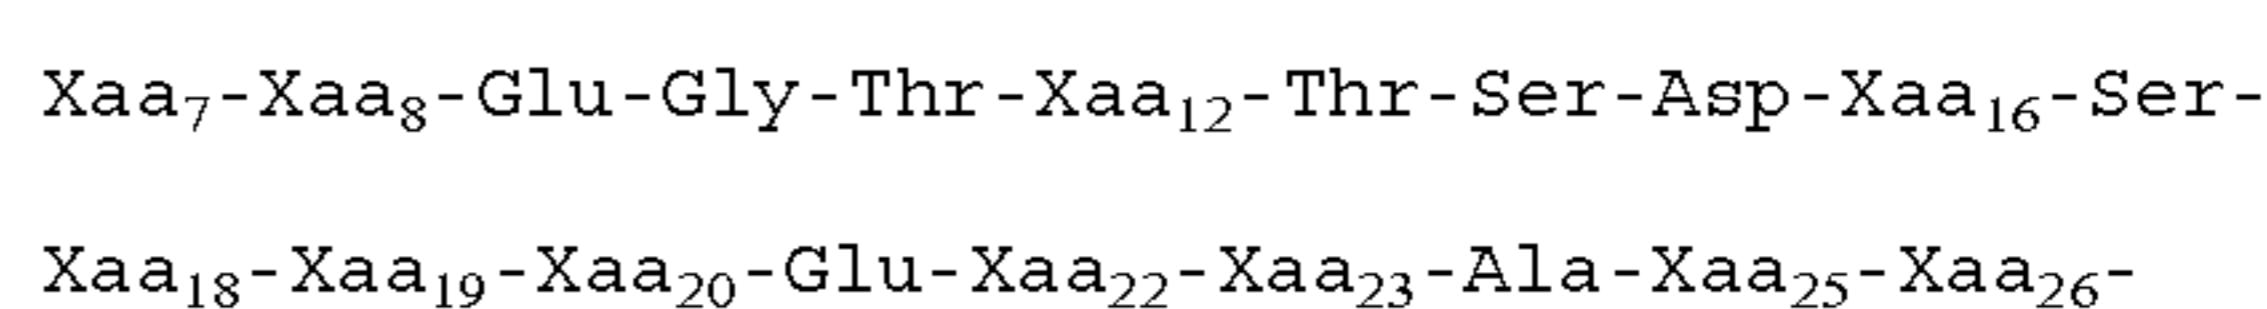 Xaa₇-Xaa₈-Glu-Gly-Thr-Xaa₁₂-Thr-Ser-Asp-Xaa₁₆-Ser-
Xaa₁₈-Xaa₁₉-Xaa₂₀-Glu-Xaa₂₂-Xaa₂₃-Ala-Xaa₂₅-Xaa₂₆-